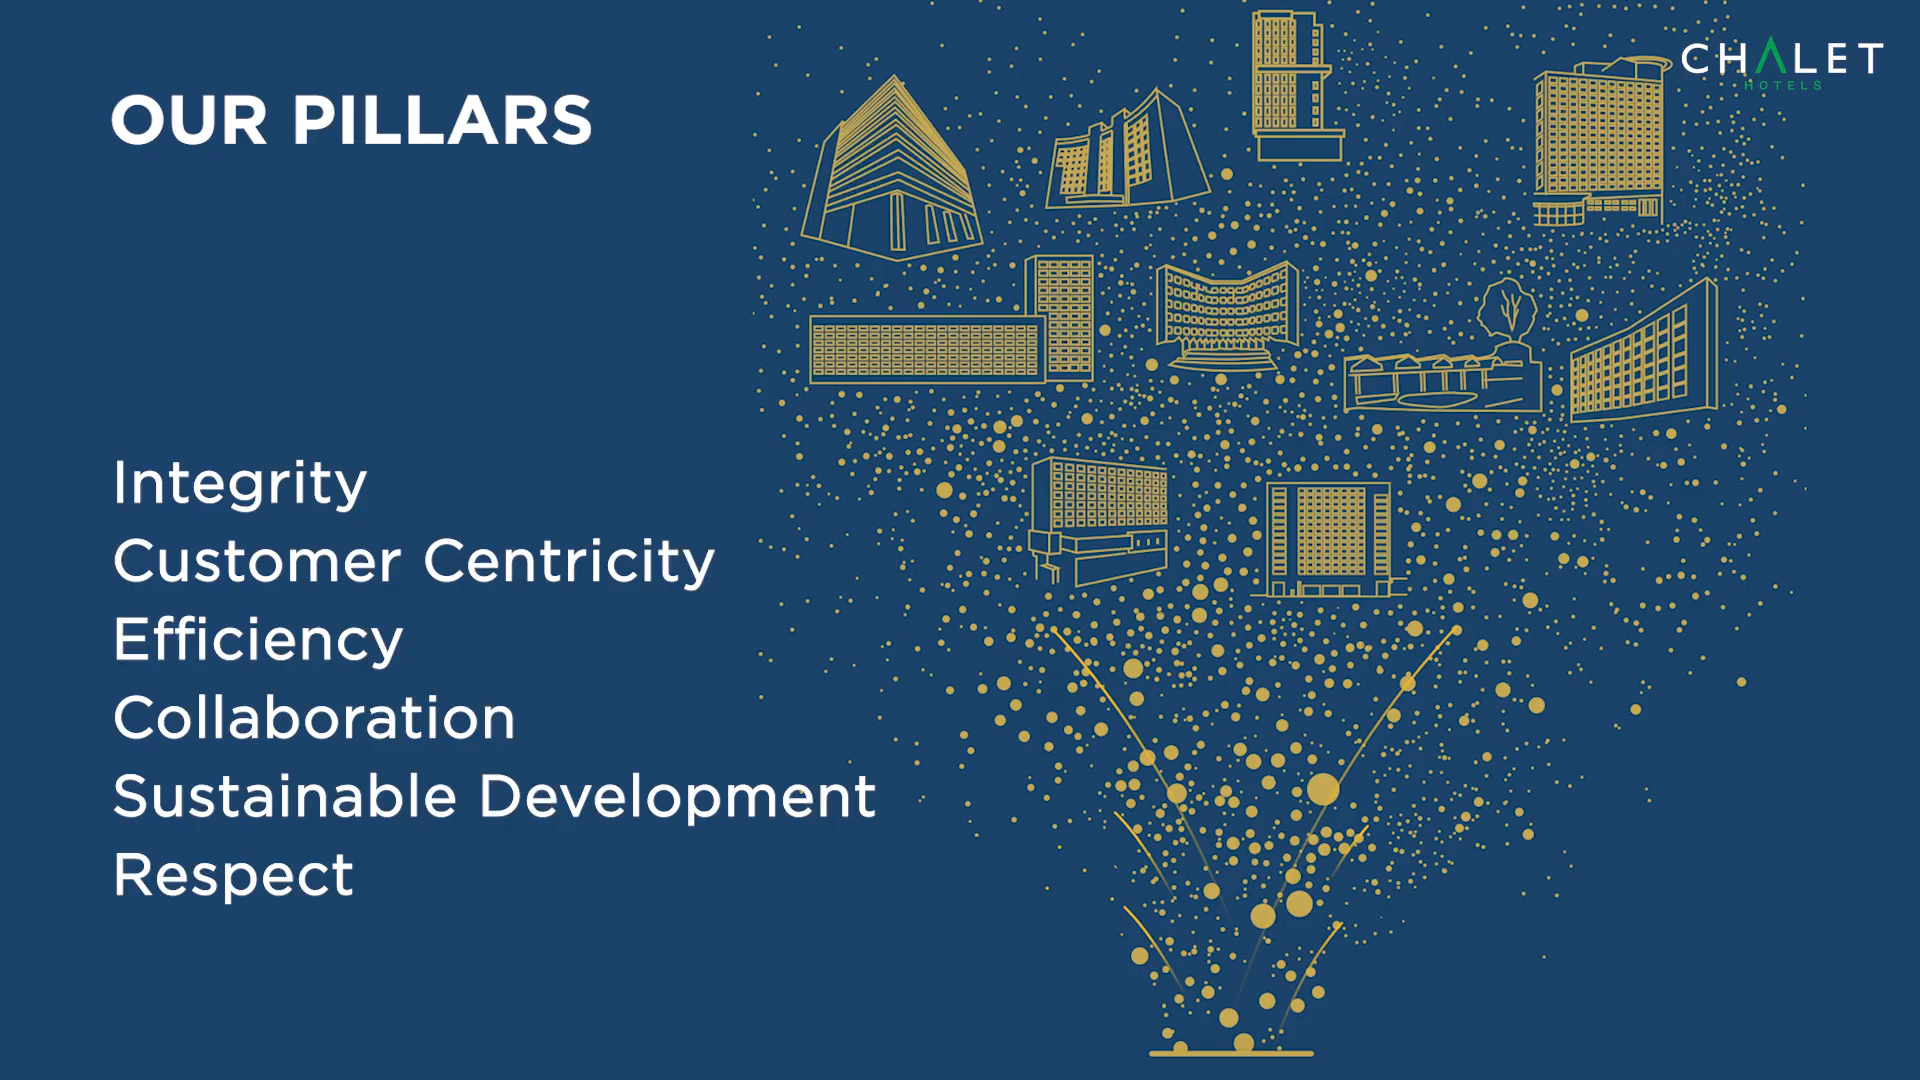 OUR PILLARS
CHALET
HOTELS
Integrity
Customer Centricity
Efficiency
Collaboration
Sustainable Development
Respect